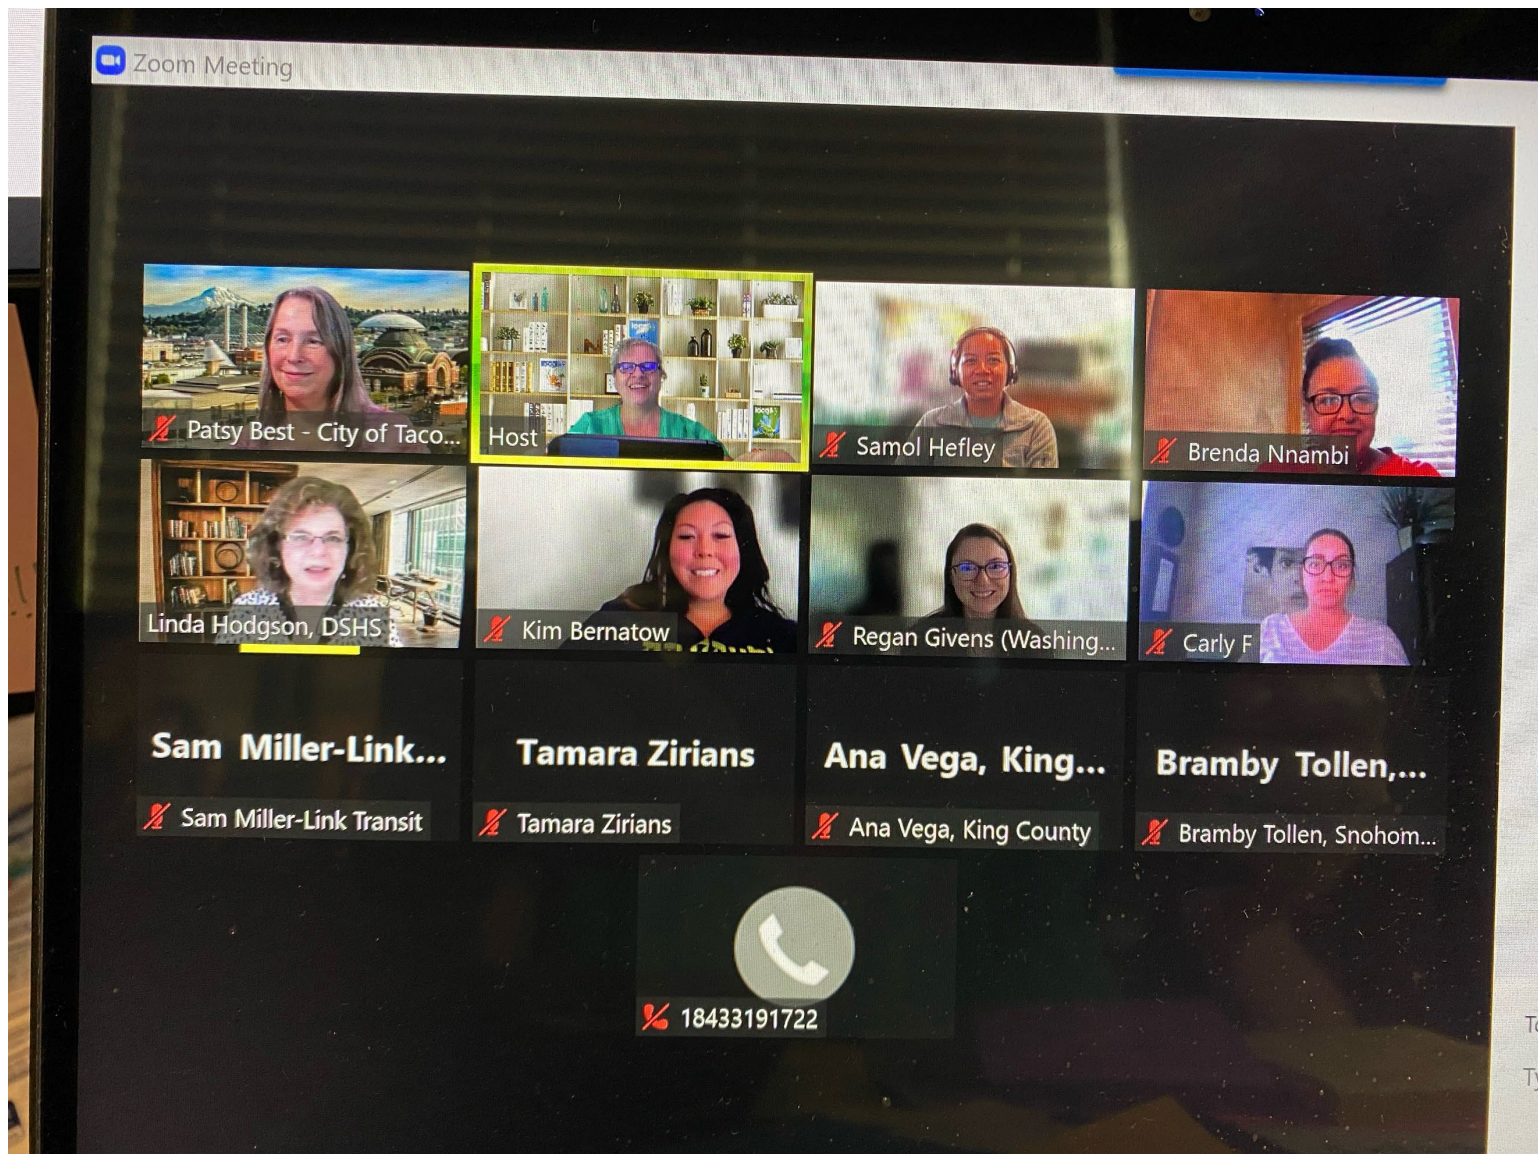 Zoom Meeting
Patsy Best - City of Taco...
Host
Samol Hefley
Brenda Nnambi
Linda Hodgson, DSHS
Kim Bernatow
Regan Givens (Washing...
Carly F
Sam Miller-Link...
Tamara Zirians
Ana Vega, King...
Bramby Tollen,...
Sam Miller-Link Transit
Tamara Zirians
Ana Vega, King County
Bramby Tollen, Snohom...
18433191722